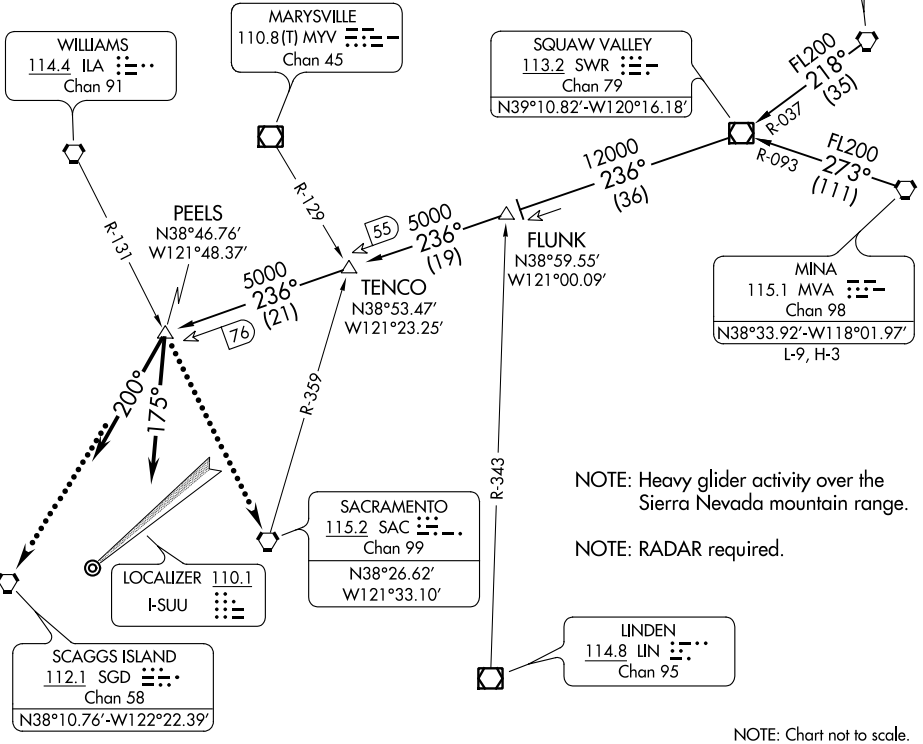 WILLIAMS
114.4 ILA
Chan 91
MARYSVILLE
110.8(T) MYV
Chan 45
SQUAW VALLEY
113.2 SWR
Chan 79
N39°10.82′-W120°16.18′
FL200
218°
(35)
R-037
FL200
273°
(111)
R-093
12000
236°
(36)
R-131
PEELS
N38°46.76′
W121°48.37′
R-129
55
5000
236°
(19)
FLUNK
N38°59.55′
W121°00.09′
5000
236°
(21)
76
TENCO
N38°53.47′
W121°23.25′
MINA
115.1 MVA
Chan 98
N38°33.92′-W118°01.97′
L-9, H-3
200°
175°
R-359
R-343
NOTE: Heavy glider activity over the
Sierra Nevada mountain range.
NOTE: RADAR required.
SACRAMENTO
115.2 SAC
Chan 99
N38°26.62′
W121°33.10′
LOCALIZER 110.1
I-SUU
SCAGGS ISLAND
112.1 SGD
Chan 58
N38°10.76′-W122°22.39′
LINDEN
114.8 LIN
Chan 95
NOTE: Chart not to scale.